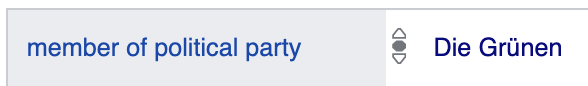 member of political party
Die Grünen